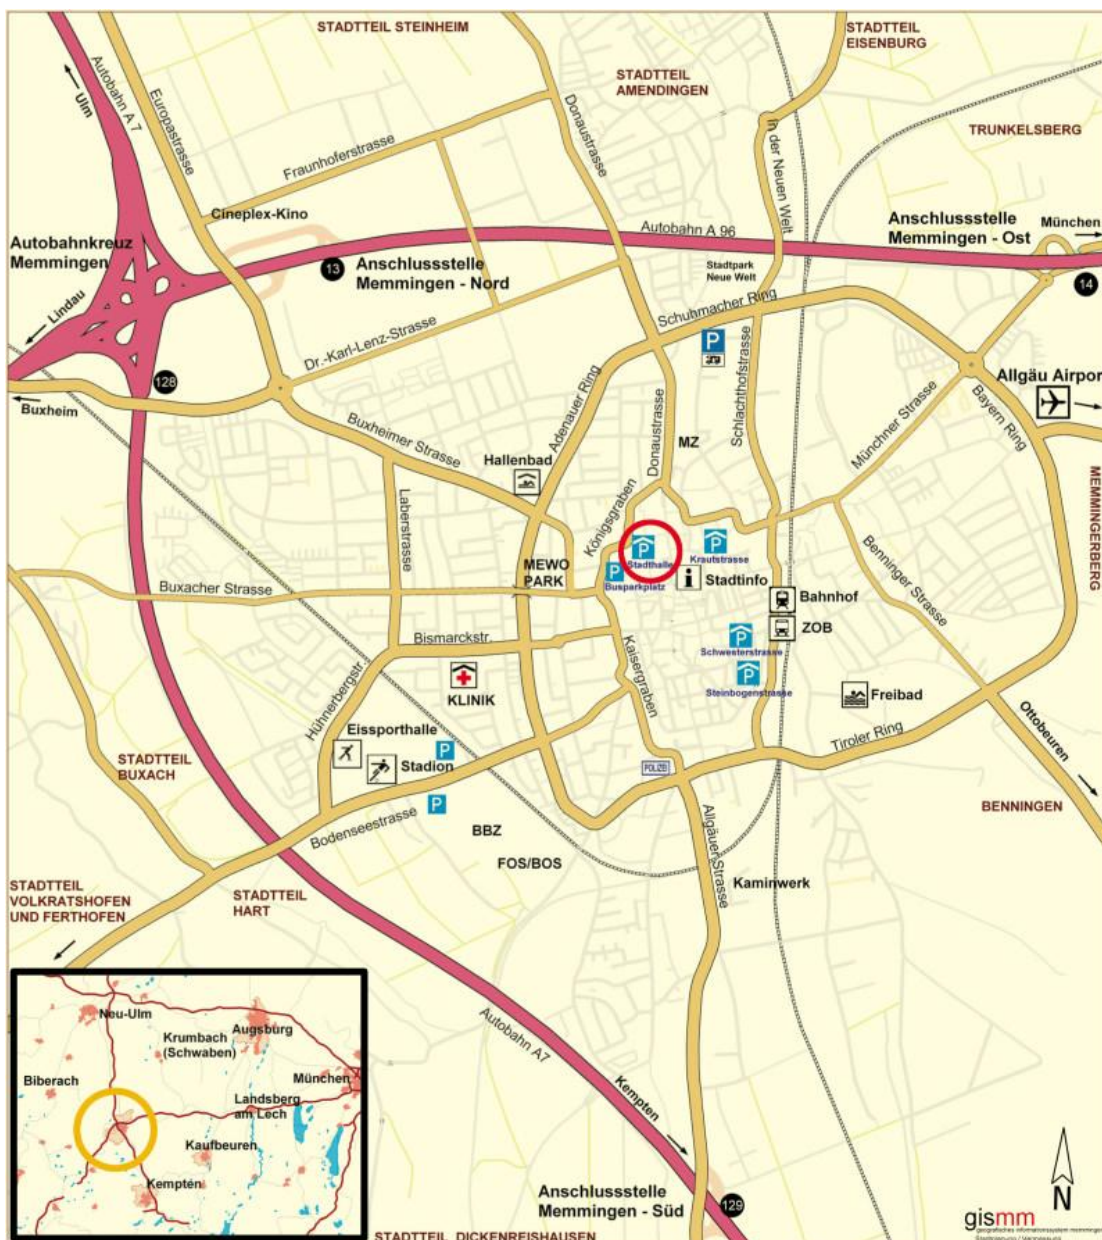 STADTTEIL STEINHEIM
STADTTEIL
EISENBURG
STADTTEIL
AMENDINGEN
TRUNKELSBERG
Ulm
Autobahn A 7
Europastrasse
Donaustrasse
In der Neuen Welt
Fraunhoferstrasse
Cineplex-Kino
Autobahnkreuz
Memmingen
Lindau
13
Anschlussstelle
Memmingen - Nord
Autobahn A 96
Anschlussstelle
Memmingen - Ost
München
14
Stadtpark
Neue Welt
Schuhmacher Ring
Dr.-Karl-Lenz-Strasse
P
128
Buxheim
Buxheimer Strasse
Adenauer Ring
Donaustrasse
Schlachthofstrasse
Münchner Strasse
Bayern Ring
Allgäu Airpor
MZ
Hallenbad
Laberstrasse
Königsgraben
MEMMINGERBERG
MEWO
PARK
P
Stadthalle
P
Krautstrasse
P
Busparkplatz
i
Stadtinfo
Benninger Strasse
Buxacher Strasse
Bahnhof
ZOB
Bismarckstr.
Kaisergraben
P
Schwesterstrasse
P
Steinbogenstrasse
KLINIK
Freibad
Hühnerbergstr.
Eissporthalle
P
Stadion
POLIZEI
Tiroler Ring
Ottobeuren
STADTTEIL
BUXACH
P
Bodenseestrasse
BBZ
FOS/BOS
Allgäuer Strasse
BENNINGEN
Kaminwerk
STADTTEIL
VOLKRATSHOFEN
UND FERTHOFEN
STADTTEIL
HART
Autobahn A7
Kempten
Neu-Ulm
Krumbach
(Schwaben)
Augsburg
Biberach
München
Landsberg
am Lech
Kaufbeuren
Kempten
Anschlussstelle
Memmingen - Süd
129
N
gismm
geografisches informationssystem memmingen
Stadtplanung / Vermessung
STADTTEIL DICKENREISHAUSEN